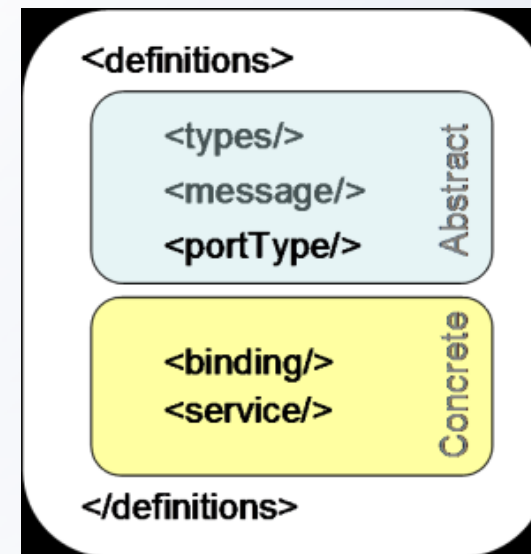 <definitions>
<types/>
<message/>
<portType/>
Abstract
<binding/>
<service/>
Concrete
</definitions>